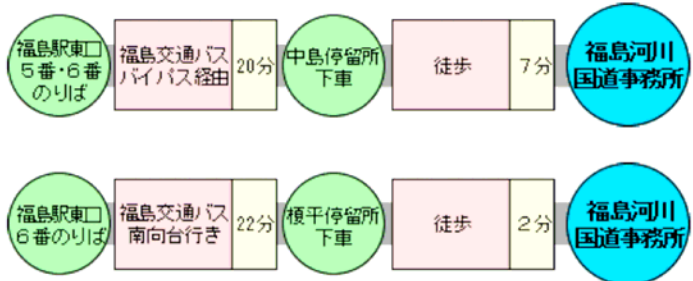 福島駅東口
5番・6番
のりば
福島交通バス
バイパス経由
20分
中島停留所
下車
徒歩
7分
福島河川
国道事務所
福島駅東口
6番のりば
福島交通バス
南向台行き
22分
榎平停留所
下車
徒歩
2分
福島河川
国道事務所